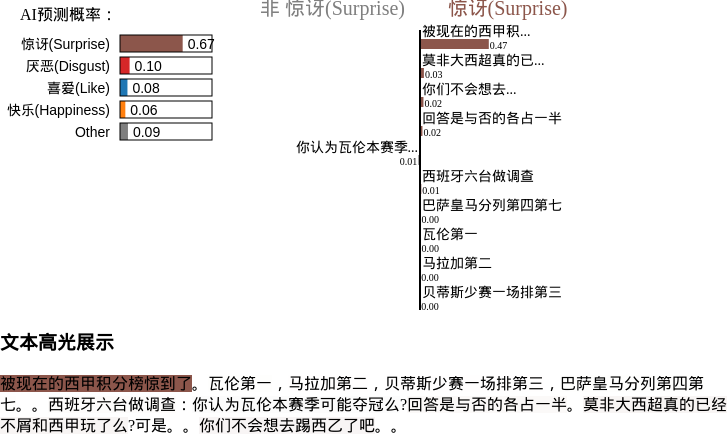 AI预测概率：
惊讶(Surprise) 0.67
厌恶(Disgust) 0.10
喜爱(Like) 0.08
快乐(Happiness) 0.06
Other 0.09
非 惊讶(Surprise) 惊讶(Surprise)
被现在的西甲积...
0.47
莫非大西超真的已...
0.03
你们不会想去...
0.02
回答是与否的各占一半
0.02
你认为瓦伦本赛季...
0.01
西班牙六台做调查
0.01
巴萨皇马分列第四第七
0.00
瓦伦第一
0.00
马拉加第二
0.00
贝蒂斯少赛一场排第三
0.00
文本高光展示
被现在的西甲积分榜惊到了。瓦伦第一，马拉加第二，贝蒂斯少赛一场排第三，巴萨皇马分列第四第
七。。西班牙六台做调查：你认为瓦伦本赛季可能夺冠么?回答是与否的各占一半。莫非大西超真的已经
不屑和西甲玩了么?可是。。你们不会想去踢西乙了吧。。